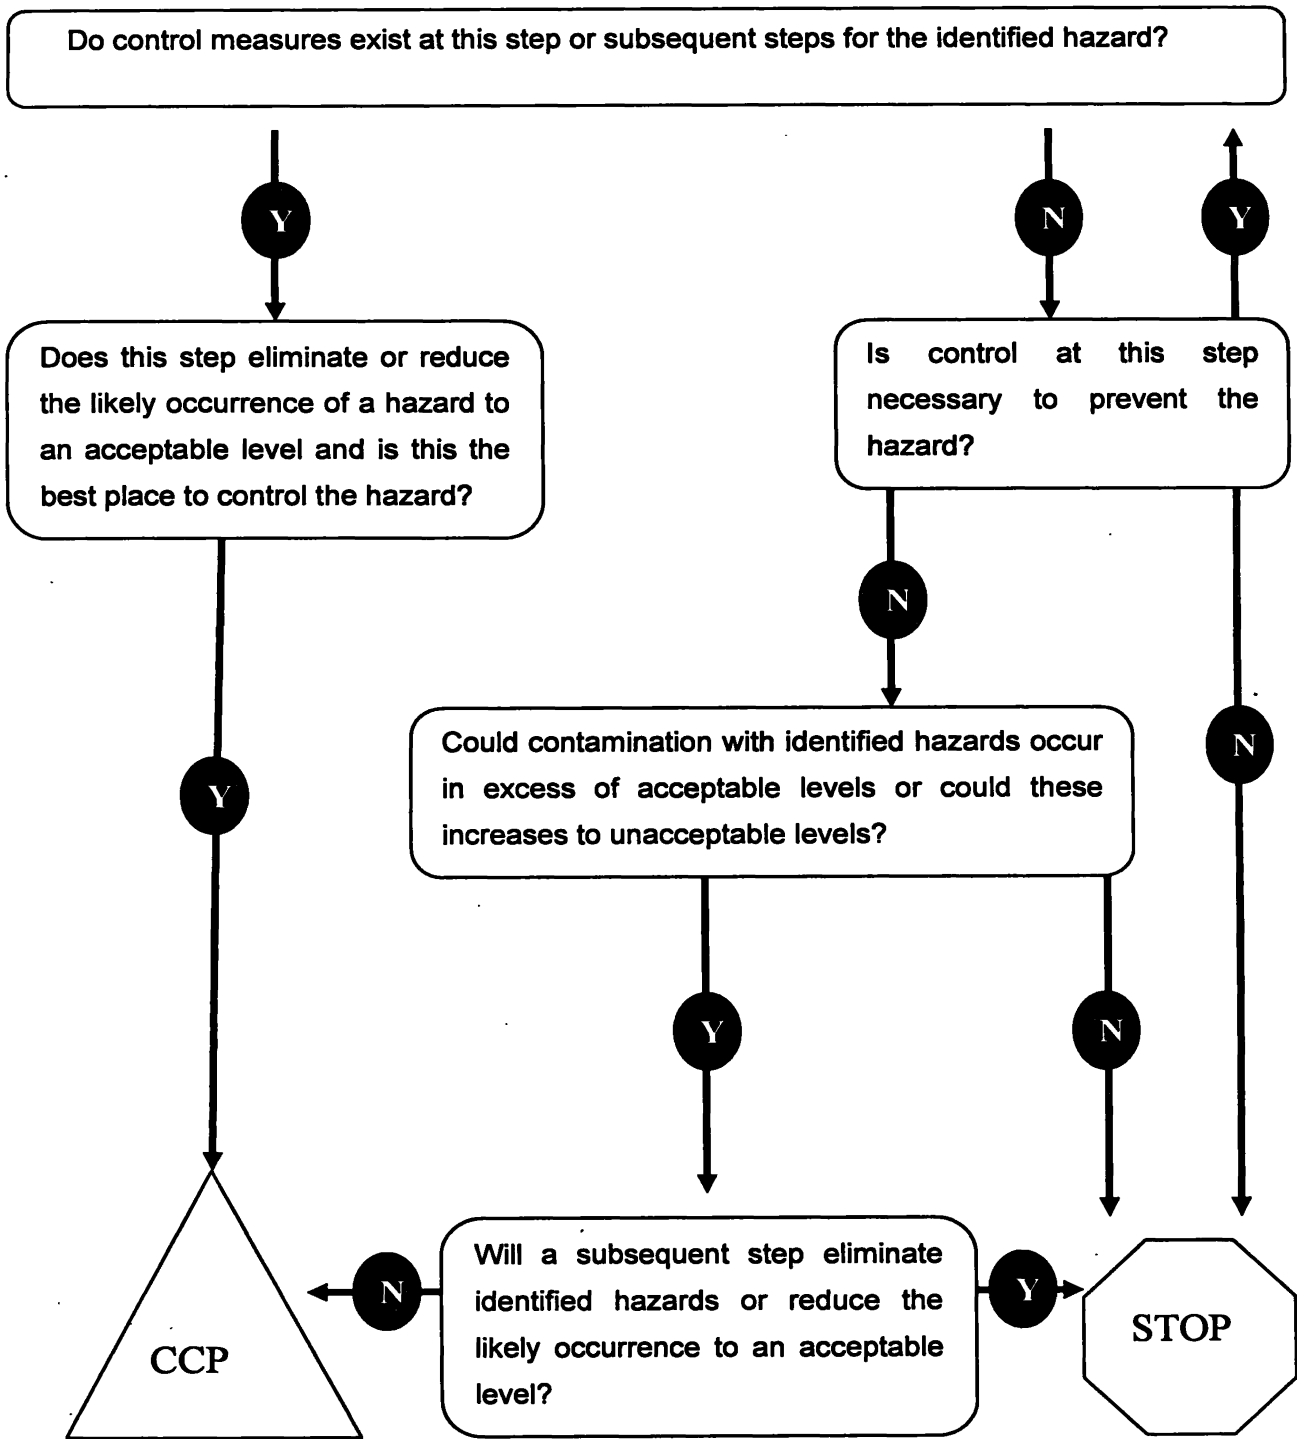 Do control measures exist at this step or subsequent steps for the identified hazard?
Y
N
Y
Does this step eliminate or reduce
the likely occurrence of a hazard to
an acceptable level and is this the
best place to control the hazard?
Is control at this step
necessary to prevent the
hazard?
N
Could contamination with identified hazards occur
in excess of acceptable levels or could these
increases to unacceptable levels?
N
Y
Y
N
Will a subsequent step eliminate
identified hazards or reduce the
likely occurrence to an acceptable
level?
N
Y
CCP
STOP